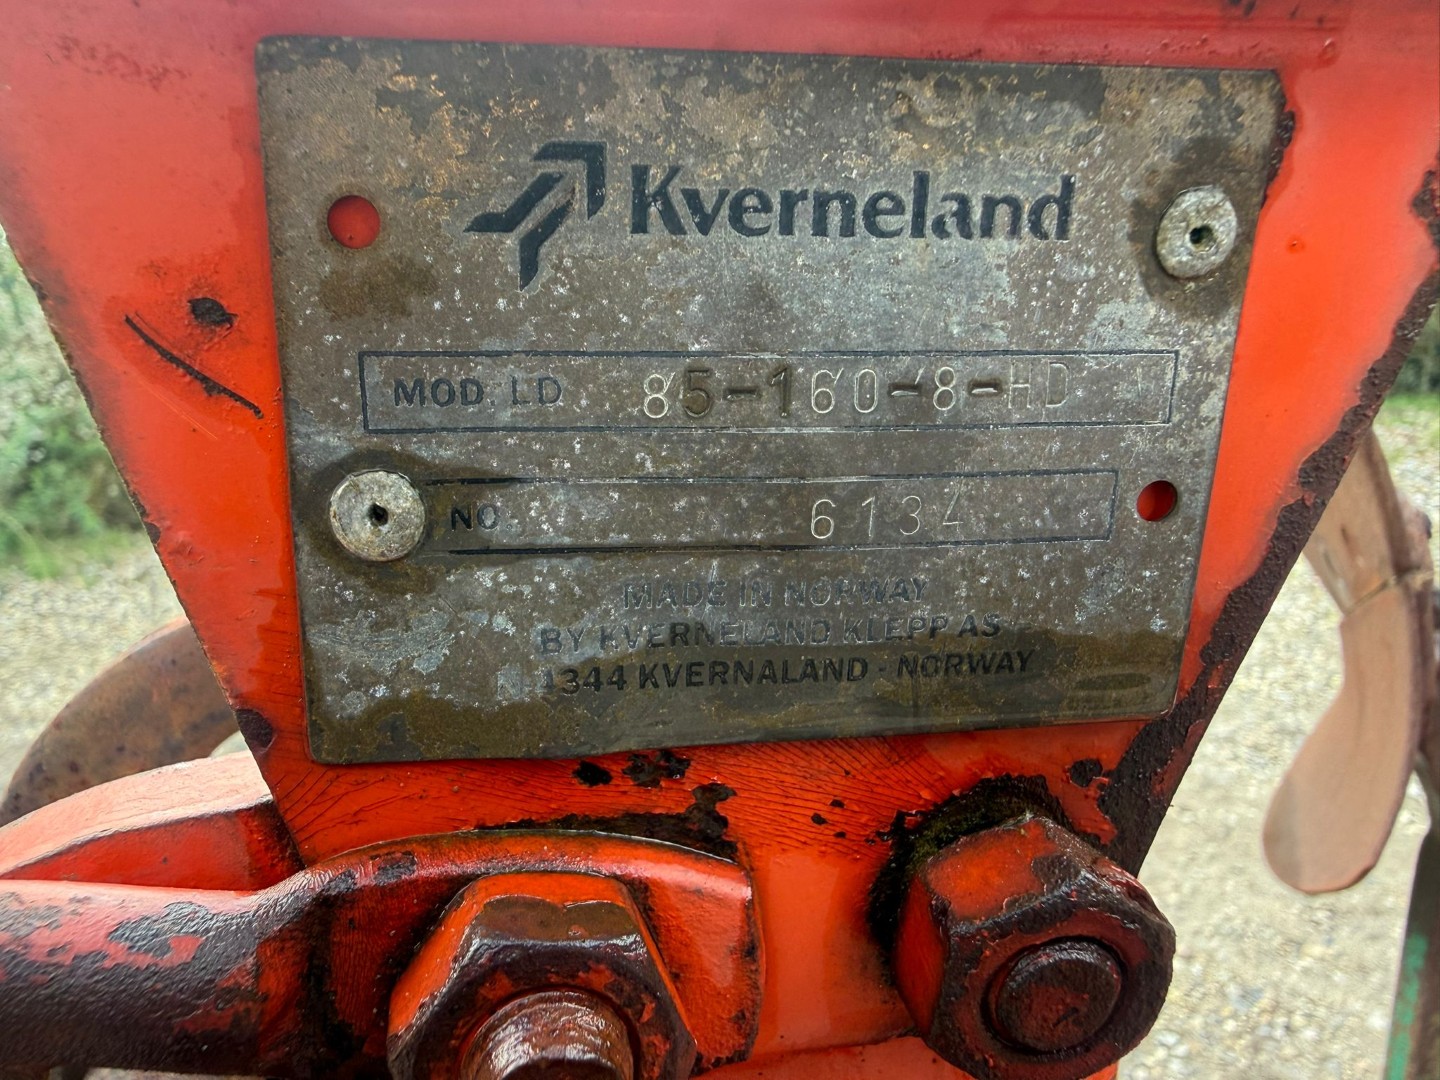 Kverneland
MOD. LD 85-160-8-HD
NO. 6134
MADE IN NORWAY
BY KVERNELAND KLEPP AS
N-4344 KVERNALAND - NORWAY